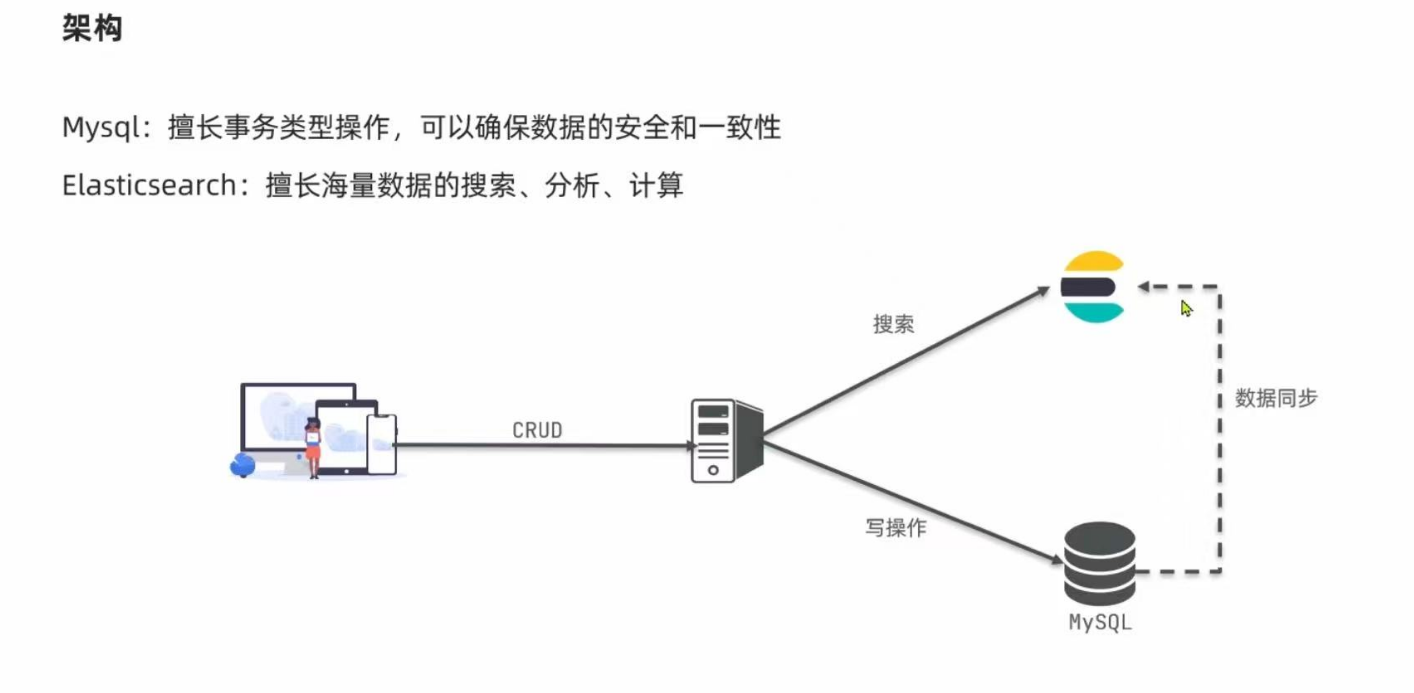 架构
Mysql：擅长事务类型操作，可以确保数据的安全和一致性
Elasticsearch：擅长海量数据的搜索、分析、计算
搜索
数据同步
CRUD
写操作
MySQL